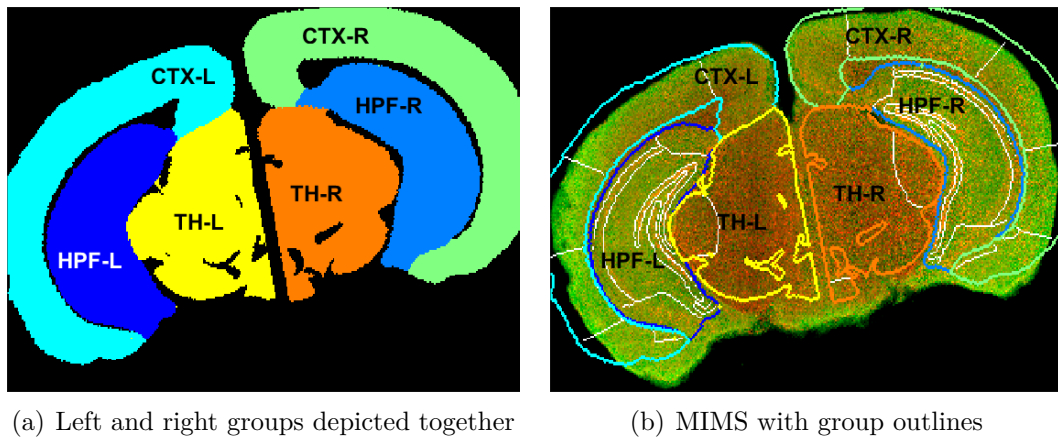 CTX-R
CTX-L
HPF-R
TH-R
TH-L
HPF-L
CTX-R
CTX-L
HPF-R
TH-R
TH-L
HPF-L
(a) Left and right groups depicted together
(b) MIMS with group outlines